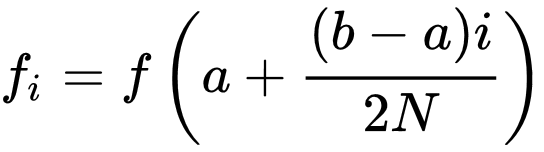 f_i = f\left(a + \frac{(b-a)i}{2N}\right)